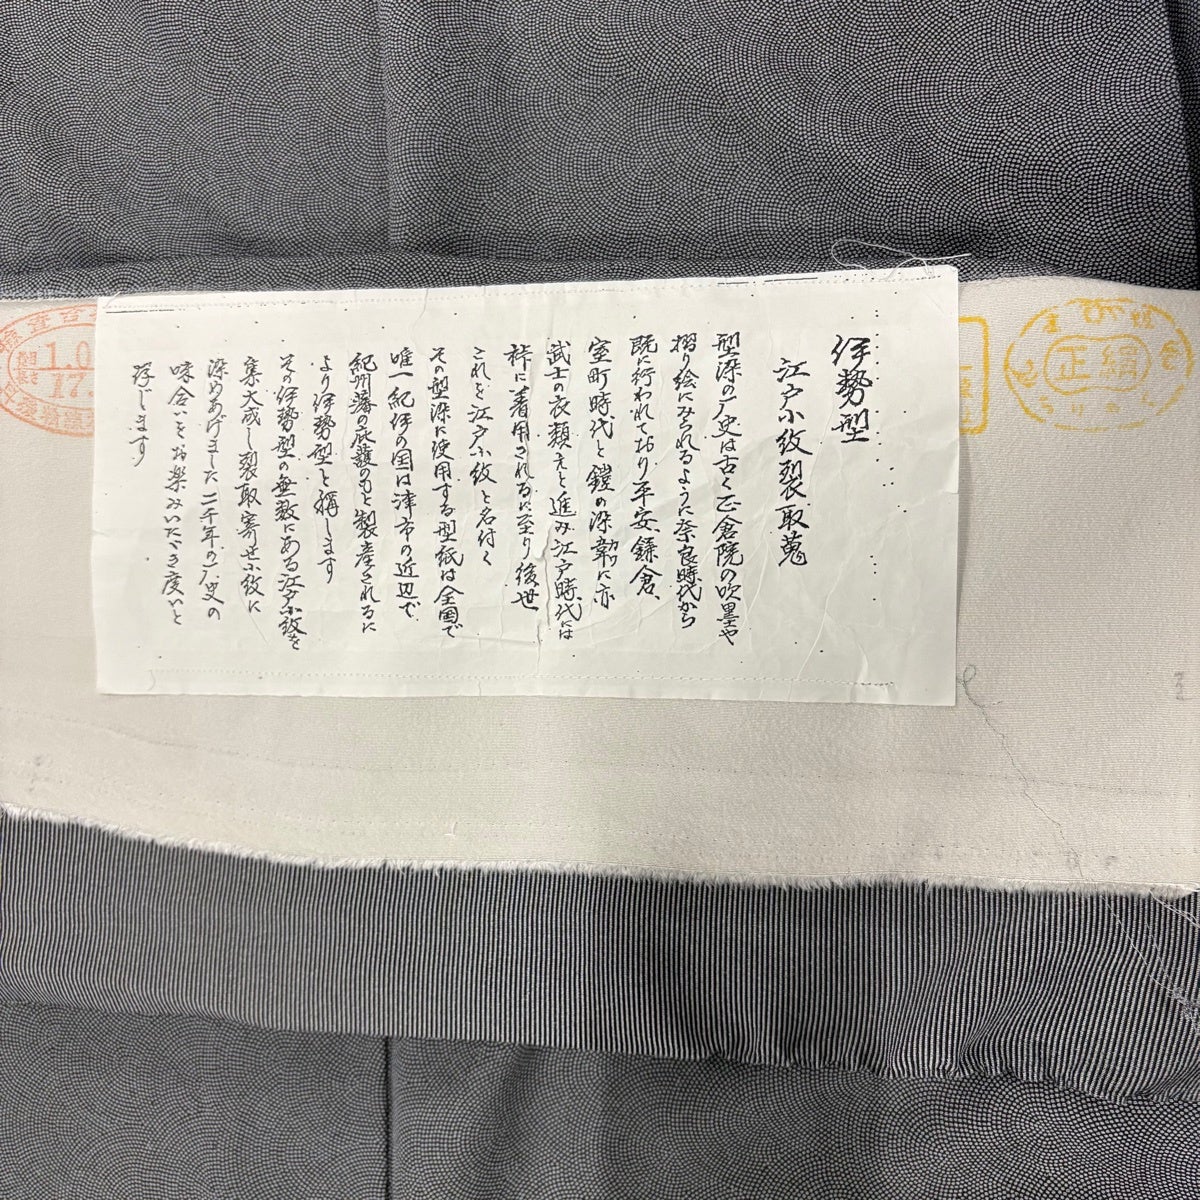 伊勢型
江戸小紋裂取蒐
型染の歴史は古く正倉院の吹墨や
摺り絵にみられるように奈良時代から
既に行われており平安、鎌倉、
室町時代と鎧の染韋(カワ)に亦
武士の衣類えと進み江戸時代には
裃に着用されるに至り後世
これを江戸小紋と名付く
その型染に使用する型紙は全国で
唯一紀伊の国は津市の近辺で
紀州藩の庇護のもと製産されるに
より伊勢型と稱します
その伊勢型の無数にある江戸小紋を
集大成し裂取寄せ小紋に
染めあげました二千年の歴史の
味合いをお楽みいたゞき度いと
存じます
正絹
1.0
17.